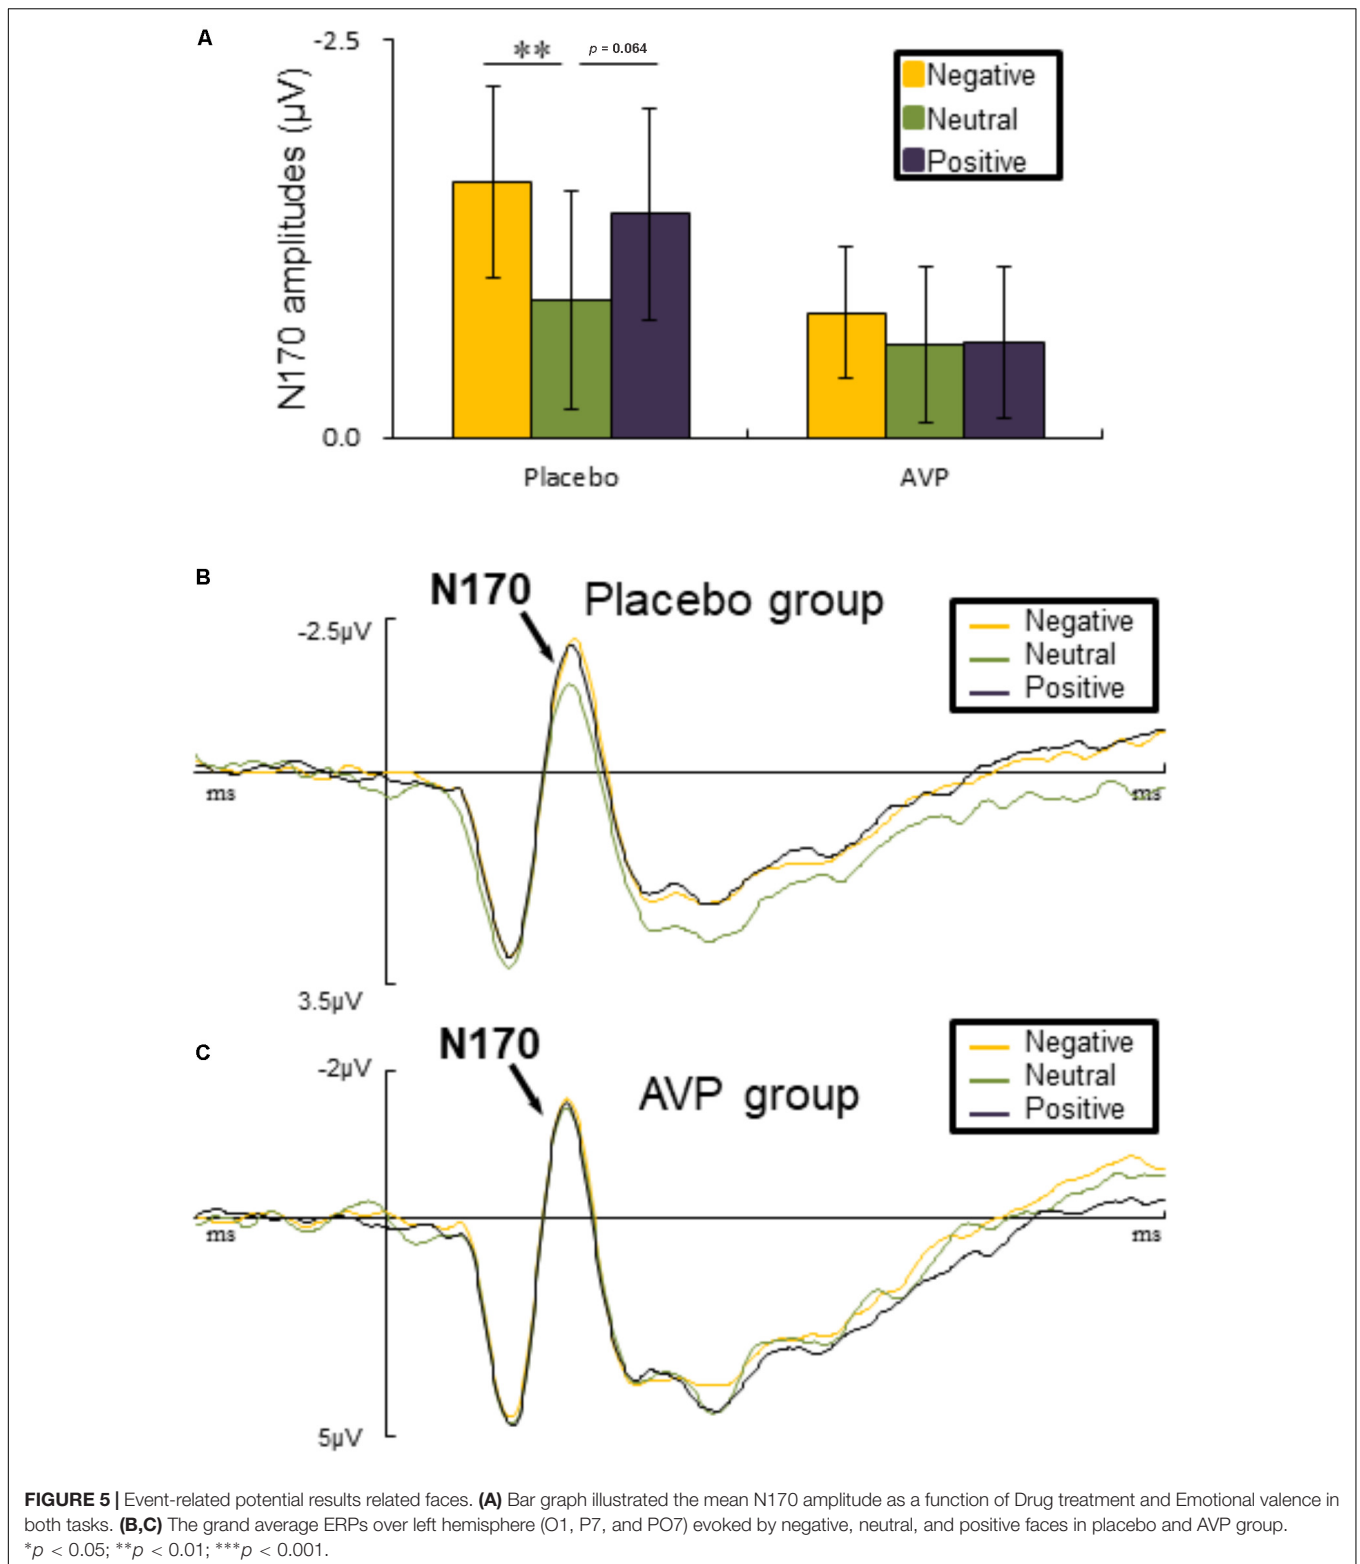 A
-2.5
**
p = 0.064
Negative
Neutral
Positive
N170 amplitudes (µV)
0.0
Placebo
AVP
B
N170
Placebo group
-2.5µV
Negative
Neutral
Positive
ms
ms
3.5µV
C
N170
AVP group
-2µV
Negative
Neutral
Positive
ms
ms
5µV
FIGURE 5 | Event-related potential results related faces. (A) Bar graph illustrated the mean N170 amplitude as a function of Drug treatment and Emotional valence in
both tasks. (B,C) The grand average ERPs over left hemisphere (O1, P7, and PO7) evoked by negative, neutral, and positive faces in placebo and AVP group.
*p < 0.05; **p < 0.01; ***p < 0.001.